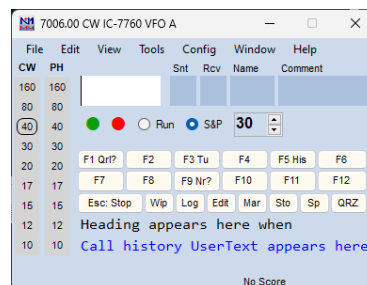 7006.00 CW IC-7760 VFO A
File Edit View Tools Config Window Help
CW PH Snt Rcv Name Comment
160 160
80 80
40 40 Run S&P 30
30 30
20 20 F1 Qrl? F2 F3 Tu F4 F5 His F6
17 17 F7 F8 F9 Nr? F10 F11 F12
15 15 Esc: Stop Wip Log Edit Mar Sto Sp QRZ
12 12 Heading appears here when
10 10 Call history UserText appears here
No Score